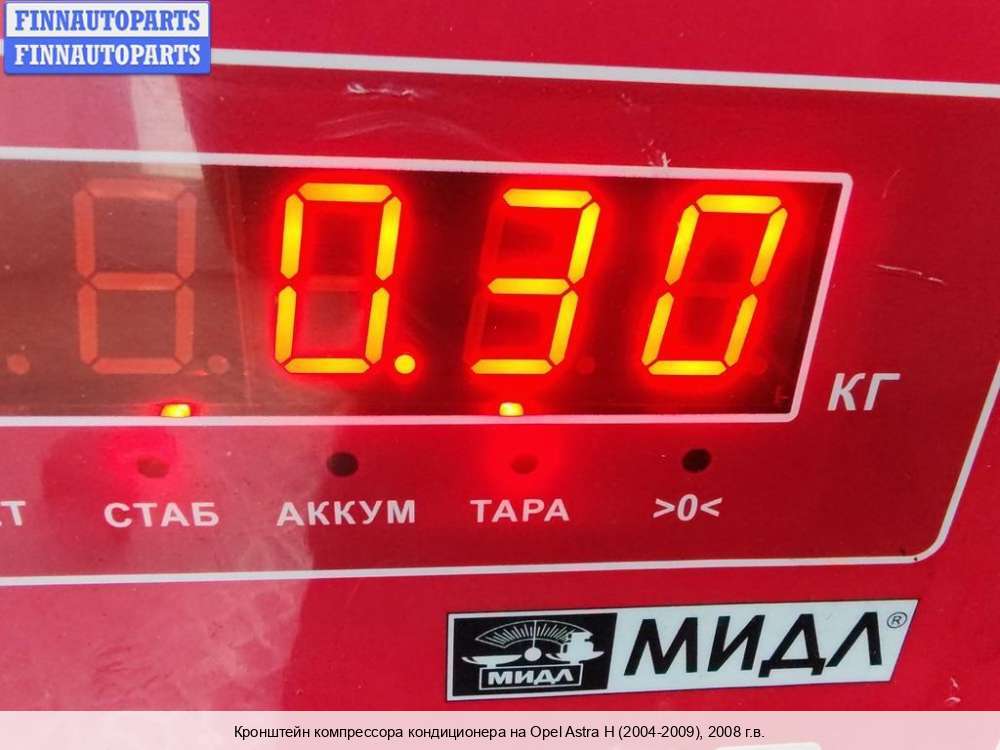 FINNAUTOPARTS
FINNAUTOPARTS
0.30
КГ
СТАБ АККУМ ТАРА >0<
МИДЛ МИДЛ®
Кронштейн компрессора кондиционера на Opel Astra H (2004-2009), 2008 г.в.